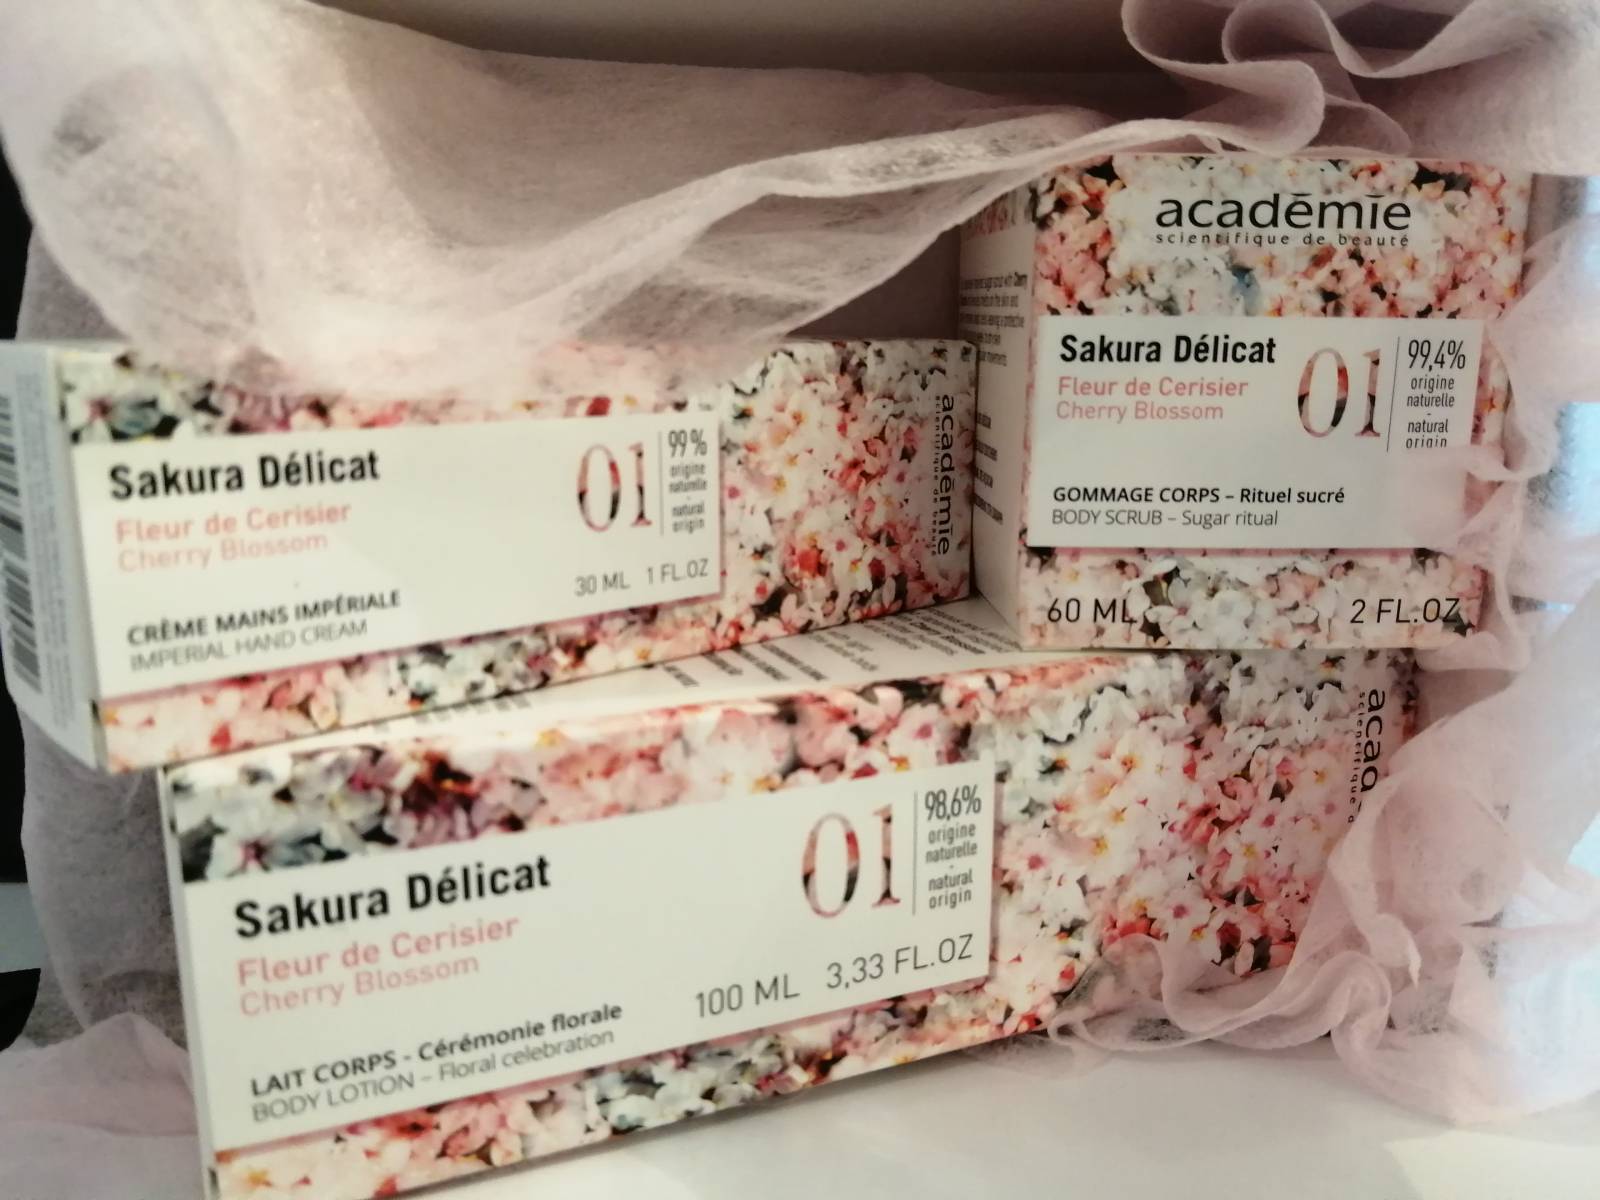 académie
scientifique de beauté
Sakura Délicat
Fleur de Cerisier
Cherry Blossom
01
99,4%
origine
naturelle
-
natural
origin
GOMMAGE CORPS – Rituel sucré
BODY SCRUB – Sugar ritual
60 ML
2 FL.OZ
Sakura Délicat
Fleur de Cerisier
Cherry Blossom
01
99 %
origine
naturelle
-
natural
origin
30 ML 1 FL.OZ
CRÈME MAINS IMPÉRIALE
IMPERIAL HAND CREAM
académie
scientifique de beauté
Sakura Délicat
Fleur de Cerisier
Cherry Blossom
01
98,6%
origine
naturelle
-
natural
origin
100 ML 3,33 FL.OZ
LAIT CORPS - Cérémonie florale
BODY LOTION – Floral celebration
acad
scientifique d